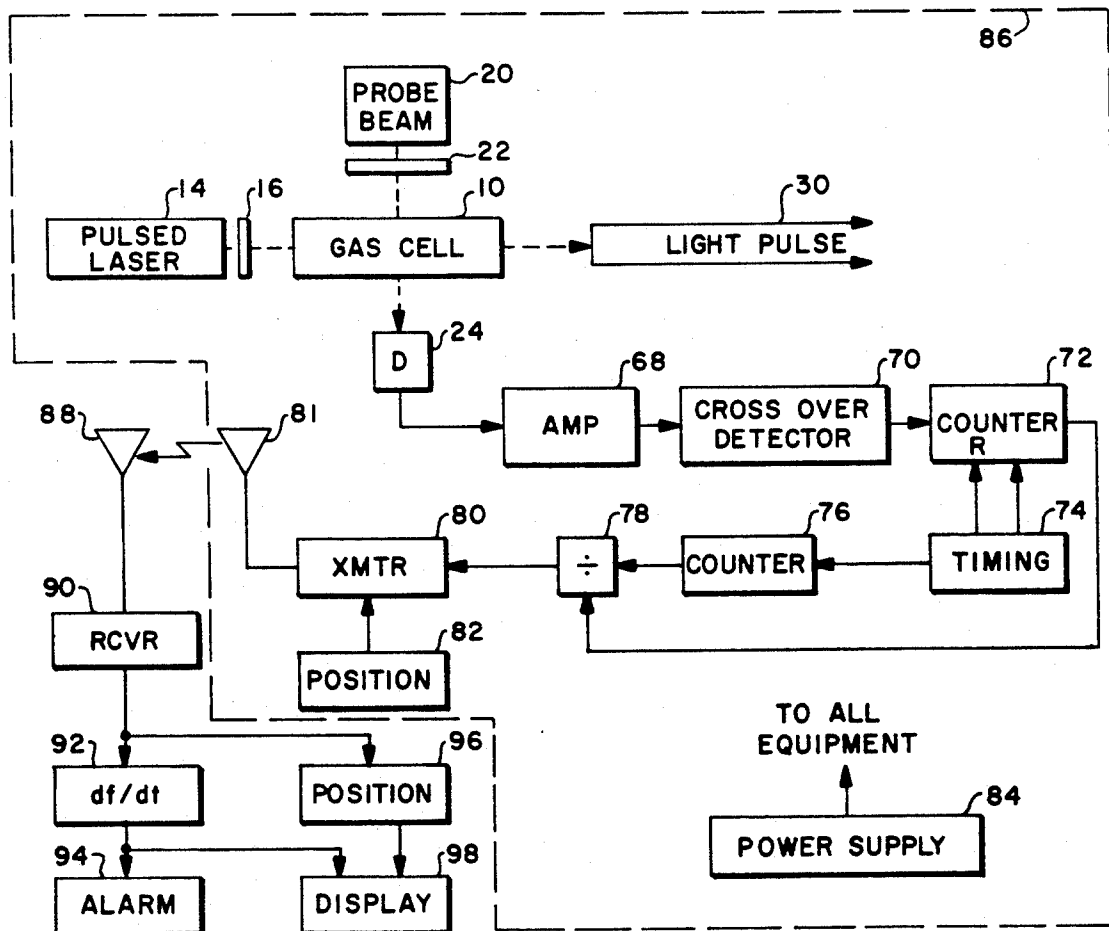 86
20
PROBE
BEAM
22
14
16
10
30
PULSED
LASER
GAS CELL
LIGHT PULSE
24
D
68
70
72
AMP
CROSS OVER
DETECTOR
COUNTER
R
88
81
80
78
76
74
XMTR
÷
COUNTER
TIMING
90
RCVR
82
POSITION
TO ALL
EQUIPMENT
92
96
df/dt
POSITION
84
POWER SUPPLY
94
98
ALARM
DISPLAY